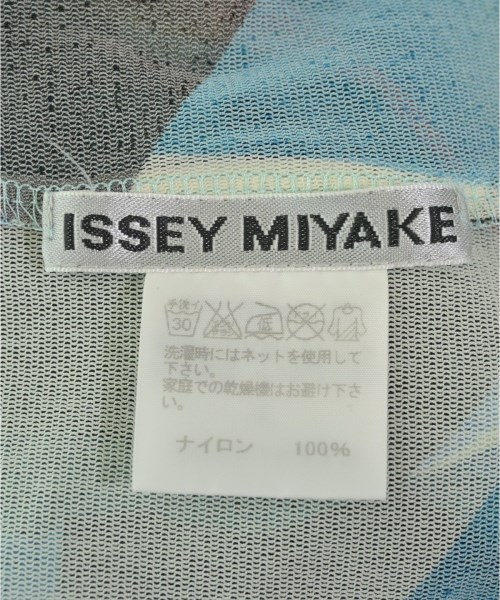 ISSEY MIYAKE
手洗イ
30 低
洗濯時にはネットを使用して
下さい。
家庭での乾燥機はお避け下さ
い。
ナイロン 100%